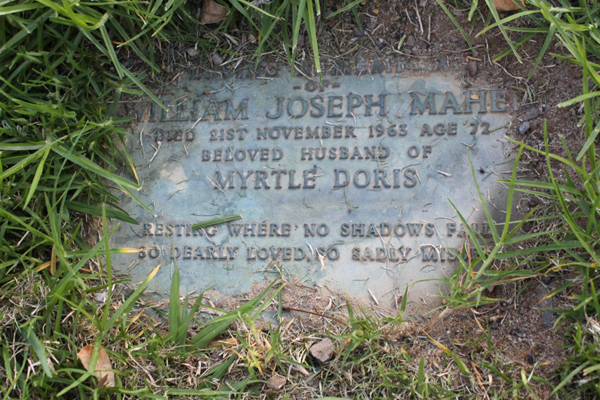 - OF -
WILLIAM JOSEPH MAHER
DIED 21ST NOVEMBER 1963 AGE 72
BELOVED HUSBAND OF
MYRTLE DORIS
RESTING WHERE NO SHADOWS FALL
SO DEARLY LOVED, SO SADLY MISSED